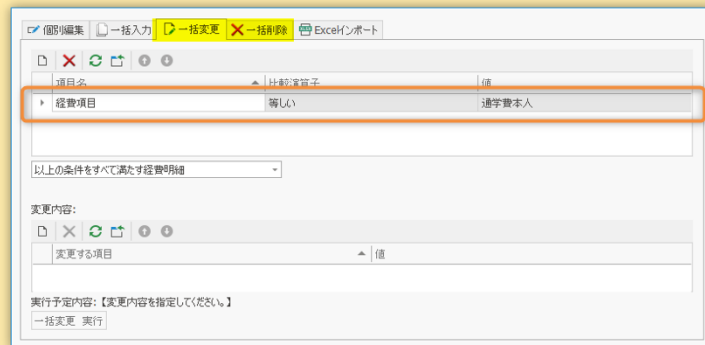 個別編集 一括入力 一括変更 一括削除 Excelインポート
項目名 比較演算子 値
経費項目 等しい 通学費本人
以上の条件をすべて満たす経費明細
変更内容:
変更する項目 値
実行予定内容:【変更内容を指定してください。】
一括変更 実行